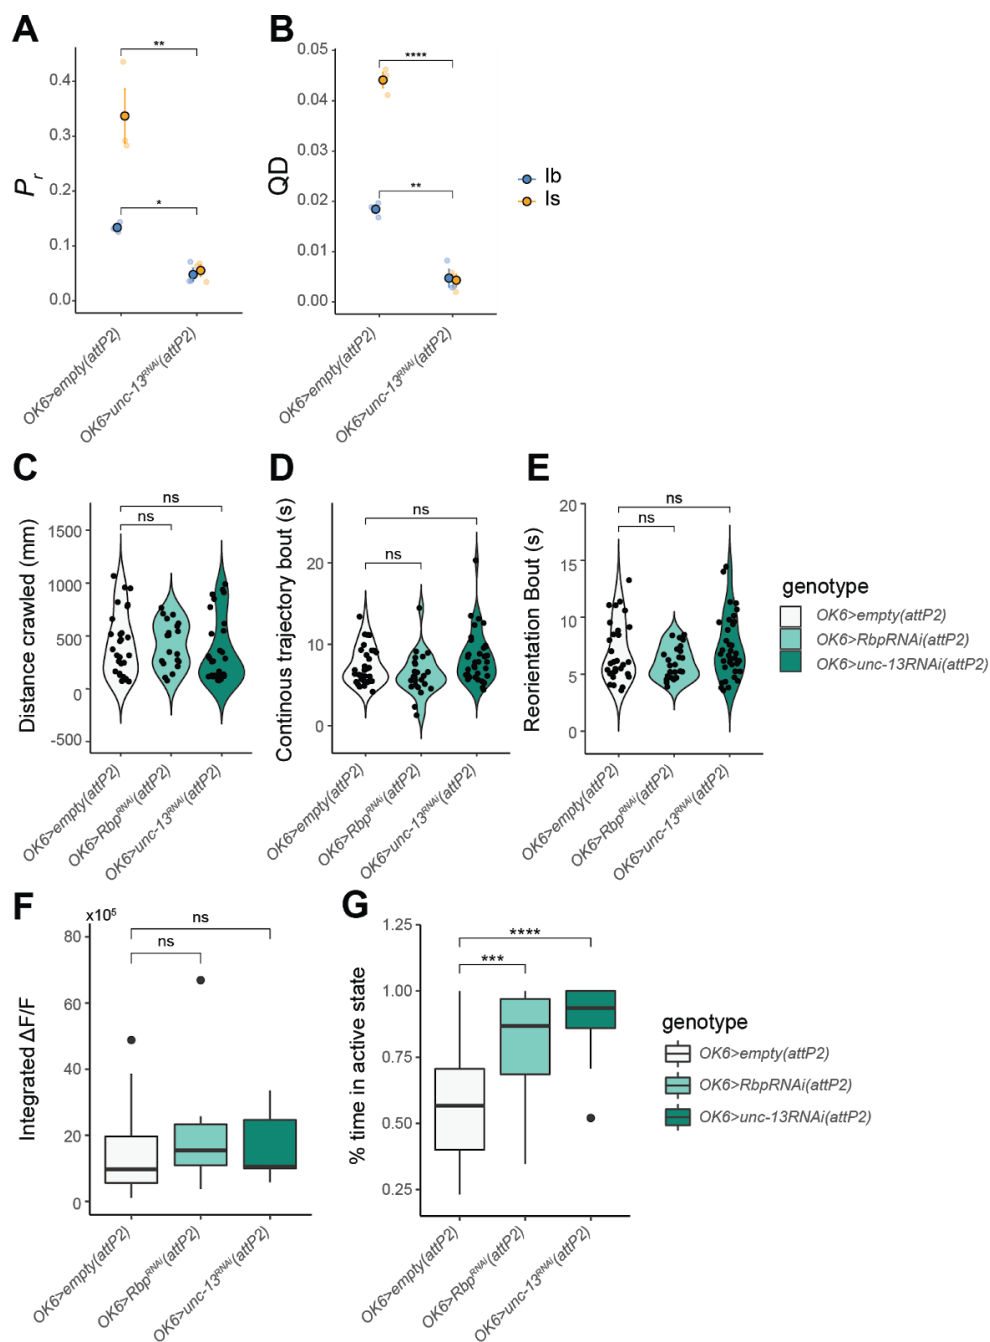 A
**
0.4
0.3
0.2
0.1
0.0
Pr
*
OK6>empty(attP2)
OK6>unc-13RNAi(attP2)
B
0.05
0.04
0.03
0.02
0.01
0.00
QD
****
**
OK6>empty(attP2)
OK6>unc-13RNAi(attP2)
Ib
Is
C
Distance crawled (mm)
1500
1000
500
0
-500
ns
ns
OK6>empty(attP2)
OK6>RbpRNAi(attP2)
OK6>unc-13RNAi(attP2)
D
Continous trajectory bout (s)
20
10
0
ns
ns
OK6>empty(attP2)
OK6>RbpRNAi(attP2)
OK6>unc-13RNAi(attP2)
E
Reorientation Bout (s)
20
15
10
5
0
ns
ns
OK6>empty(attP2)
OK6>RbpRNAi(attP2)
OK6>unc-13RNAi(attP2)
genotype
OK6>empty(attP2)
OK6>RbpRNAi(attP2)
OK6>unc-13RNAi(attP2)
F
x10⁵
Integrated ΔF/F
80
60
40
20
0
ns
ns
OK6>empty(attP2)
OK6>RbpRNAi(attP2)
OK6>unc-13RNAi(attP2)
G
% time in active state
1.25
1.00
0.75
0.50
0.25
****
***
OK6>empty(attP2)
OK6>RbpRNAi(attP2)
OK6>unc-13RNAi(attP2)
genotype
OK6>empty(attP2)
OK6>RbpRNAi(attP2)
OK6>unc-13RNAi(attP2)